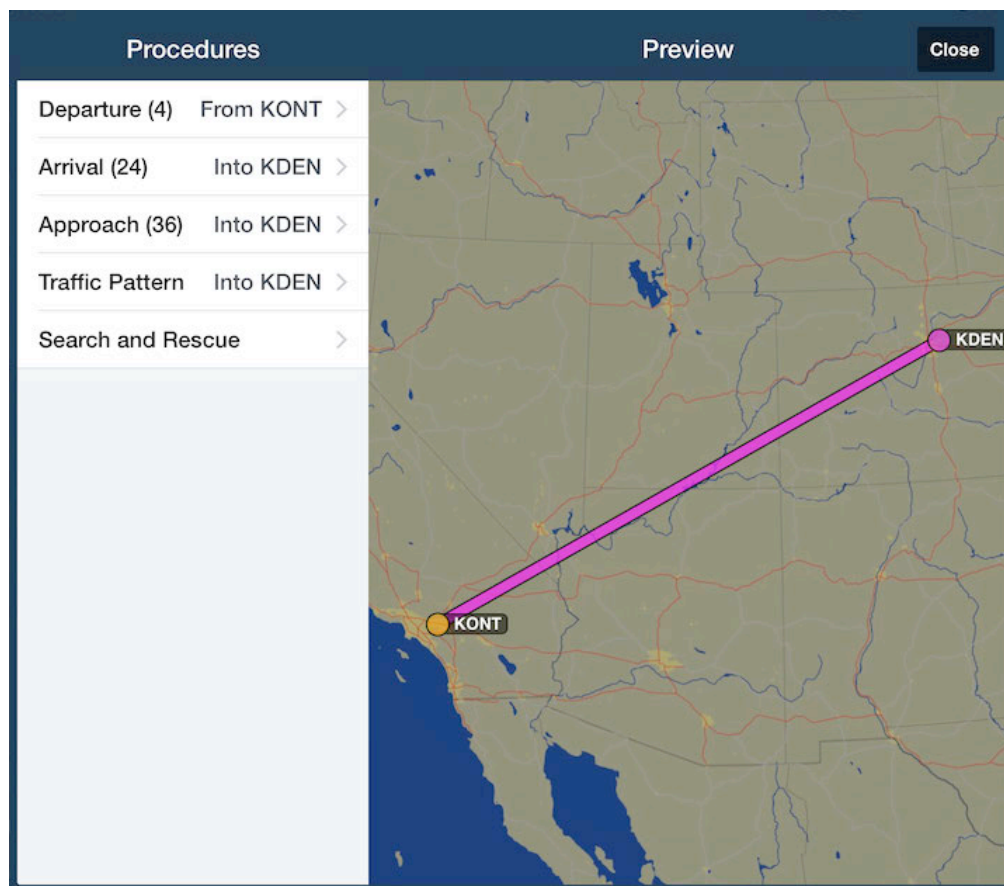 Procedures
Preview
Close
Departure (4) From KONT
Arrival (24) Into KDEN
Approach (36) Into KDEN
Traffic Pattern Into KDEN
Search and Rescue
KDEN
KONT